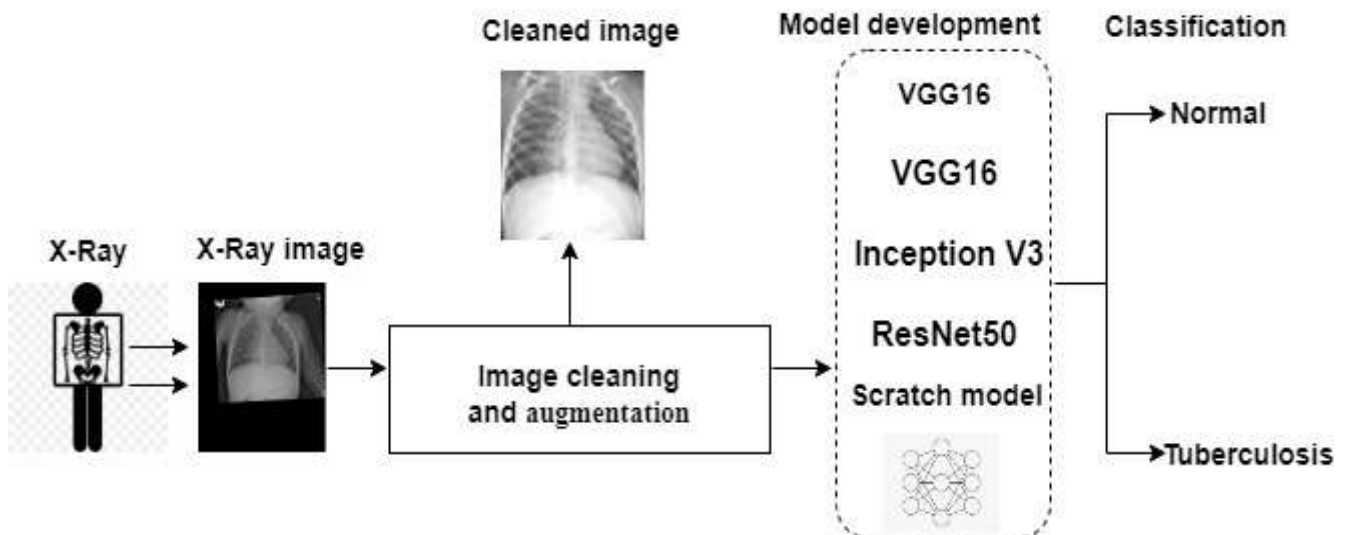 Cleaned image
Model development
Classification
VGG16
Normal
VGG16
X-Ray
X-Ray image
Inception V3
ResNet50
Image cleaning
and augmentation
Scratch model
Tuberculosis